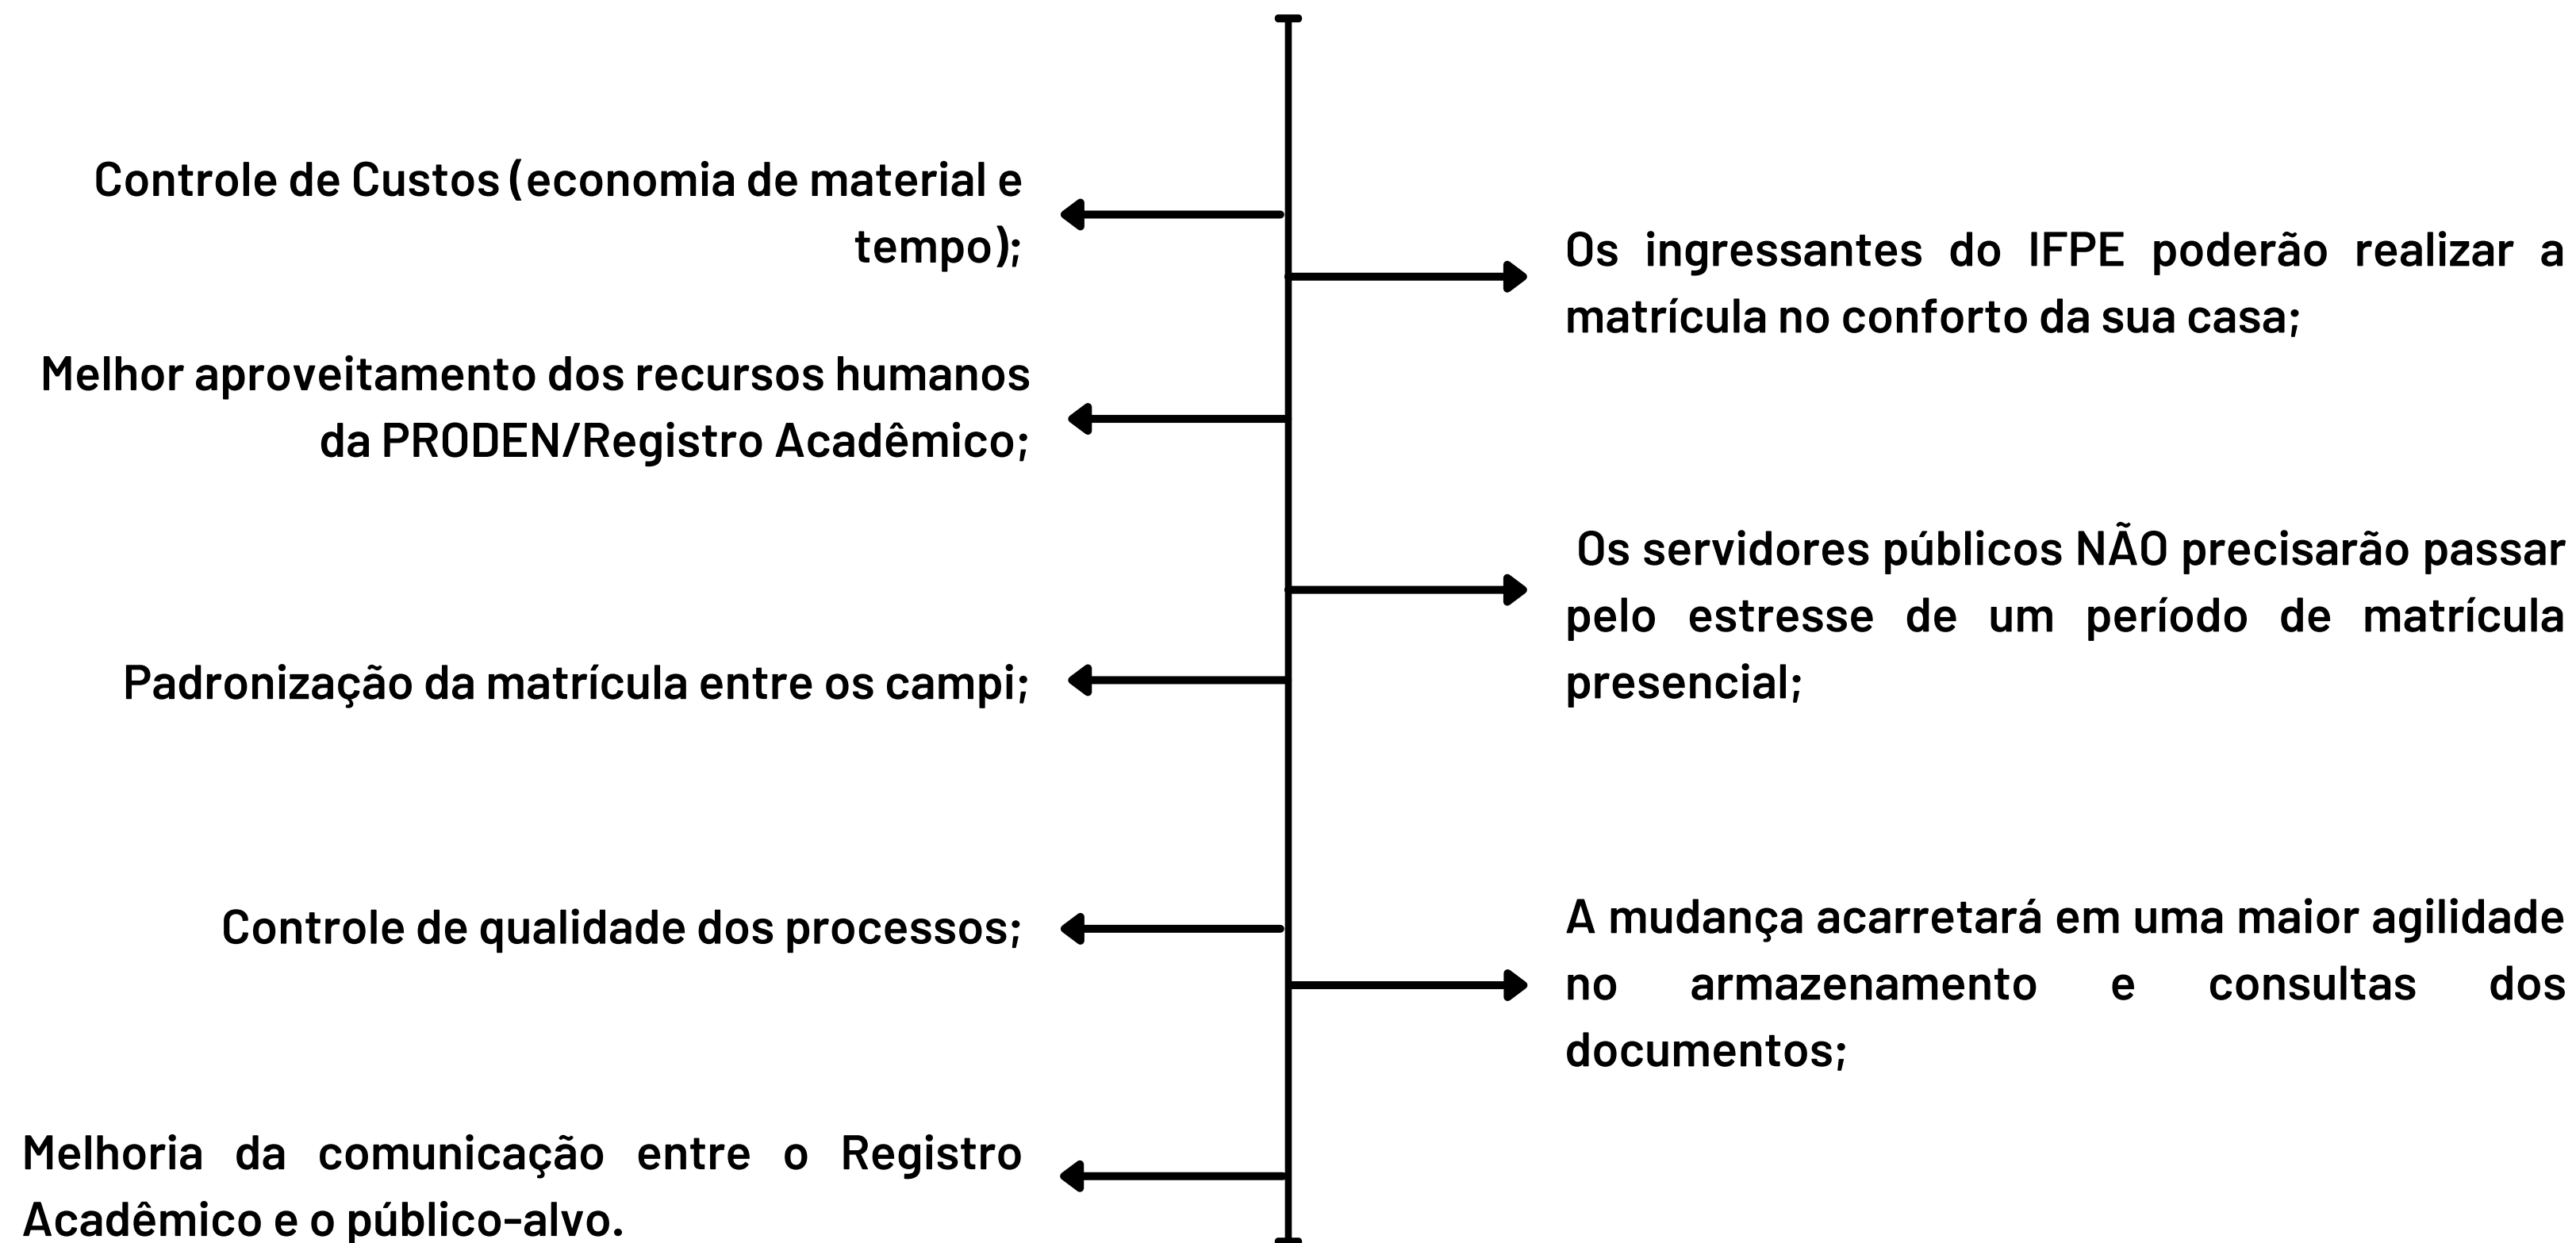 Controle de Custos (economia de material e
tempo);
Os ingressantes do IFPE poderão realizar a
matrícula no conforto da sua casa;
Melhor aproveitamento dos recursos humanos
da PRODEN/Registro Acadêmico;
Os servidores públicos NÃO precisarão passar
pelo estresse de um período de matrícula
presencial;
Padronização da matrícula entre os campi;
Controle de qualidade dos processos;
A mudança acarretará em uma maior agilidade
no armazenamento e consultas dos
documentos;
Melhoria da comunicação entre o Registro
Acadêmico e o público-alvo.